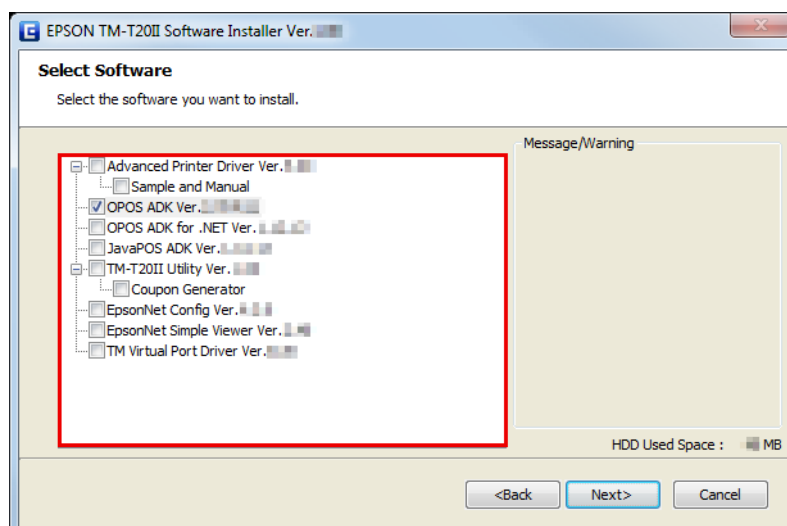 EPSON TM-T20II Software Installer Ver.
Select Software
Select the software you want to install.
Message/Warning
Advanced Printer Driver Ver.
Sample and Manual
OPOS ADK Ver.
OPOS ADK for .NET Ver.
JavaPOS ADK Ver.
TM-T20II Utility Ver.
Coupon Generator
EpsonNet Config Ver.
EpsonNet Simple Viewer Ver.
TM Virtual Port Driver Ver.
HDD Used Space : MB
<Back Next> Cancel